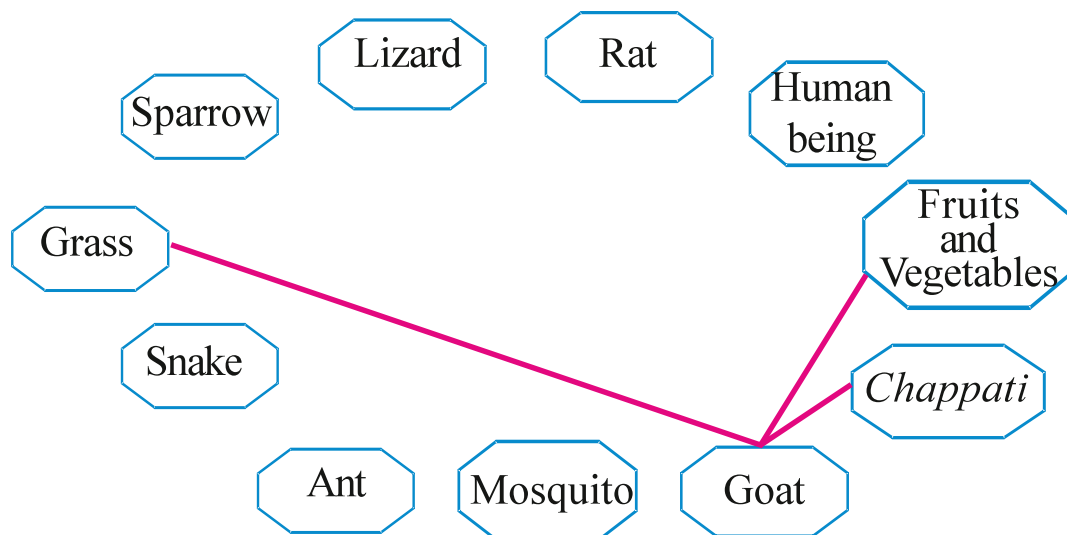 Lizard
Rat
Sparrow
Human
being
Grass
Fruits
and
Vegetables
Snake
Chappati
Ant
Mosquito
Goat